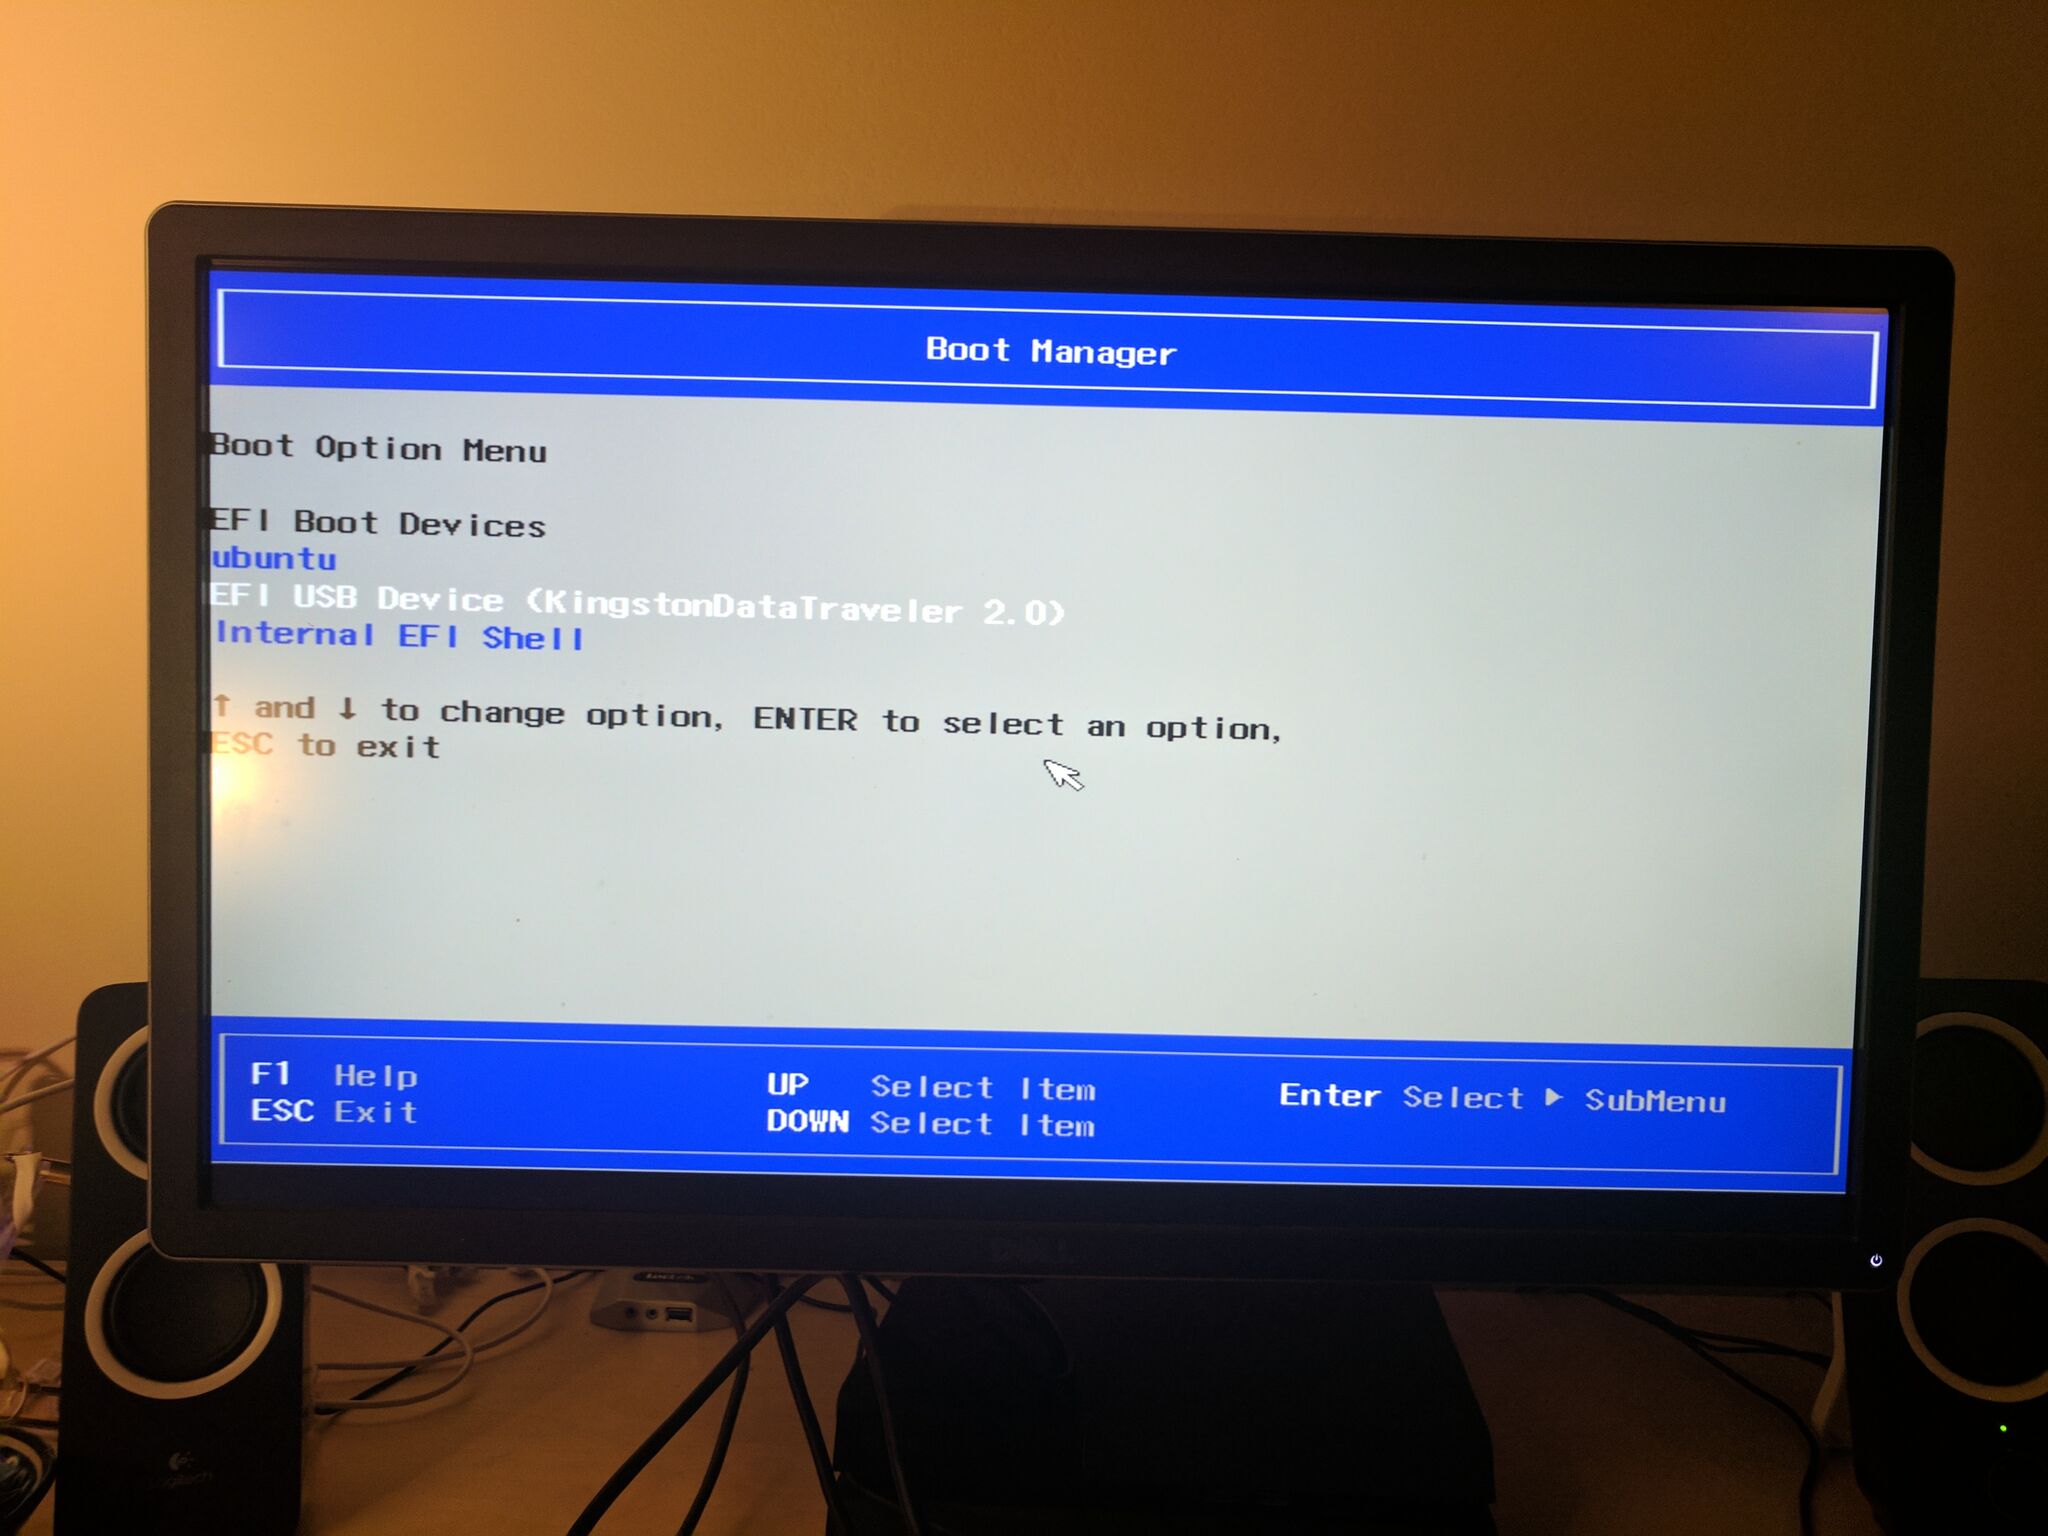 Boot Manager
Boot Option Menu
EFI Boot Devices
ubuntu
EFI USB Device (KingstonDataTraveler 2.0)
Internal EFI Shell
↑ and ↓ to change option, ENTER to select an option,
ESC to exit
F1 Help
ESC Exit
UP Select Item
DOWN Select Item
Enter Select ► SubMenu
DELL
Logitech